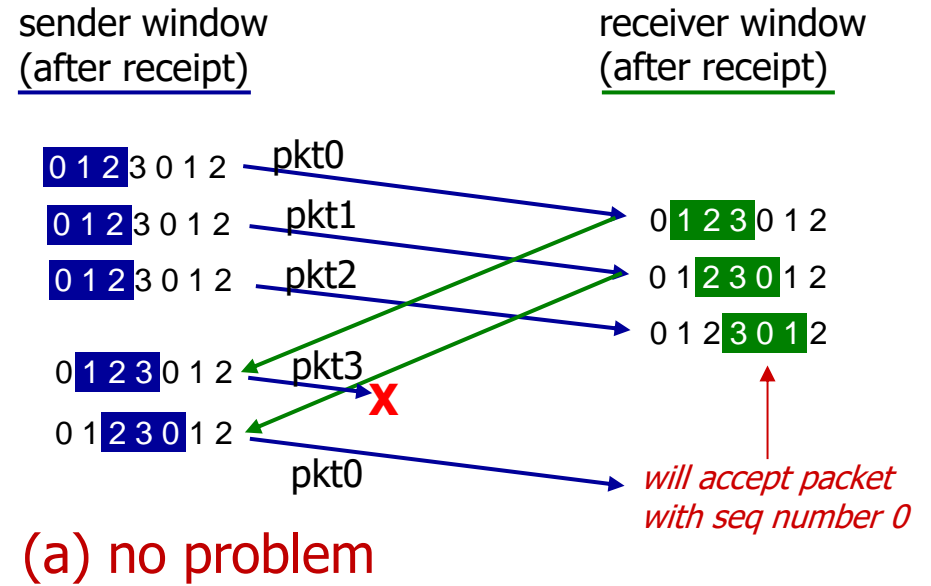 sender window
(after receipt)
receiver window
(after receipt)
0 1 2 3 0 1 2
pkt0
0 1 2 3 0 1 2
pkt1
0 1 2 3 0 1 2
0 1 2 3 0 1 2
pkt2
0 1 2 3 0 1 2
0 1 2 3 0 1 2
0 1 2 3 0 1 2
pkt3
X
0 1 2 3 0 1 2
pkt0
will accept packet
with seq number 0
(a) no problem